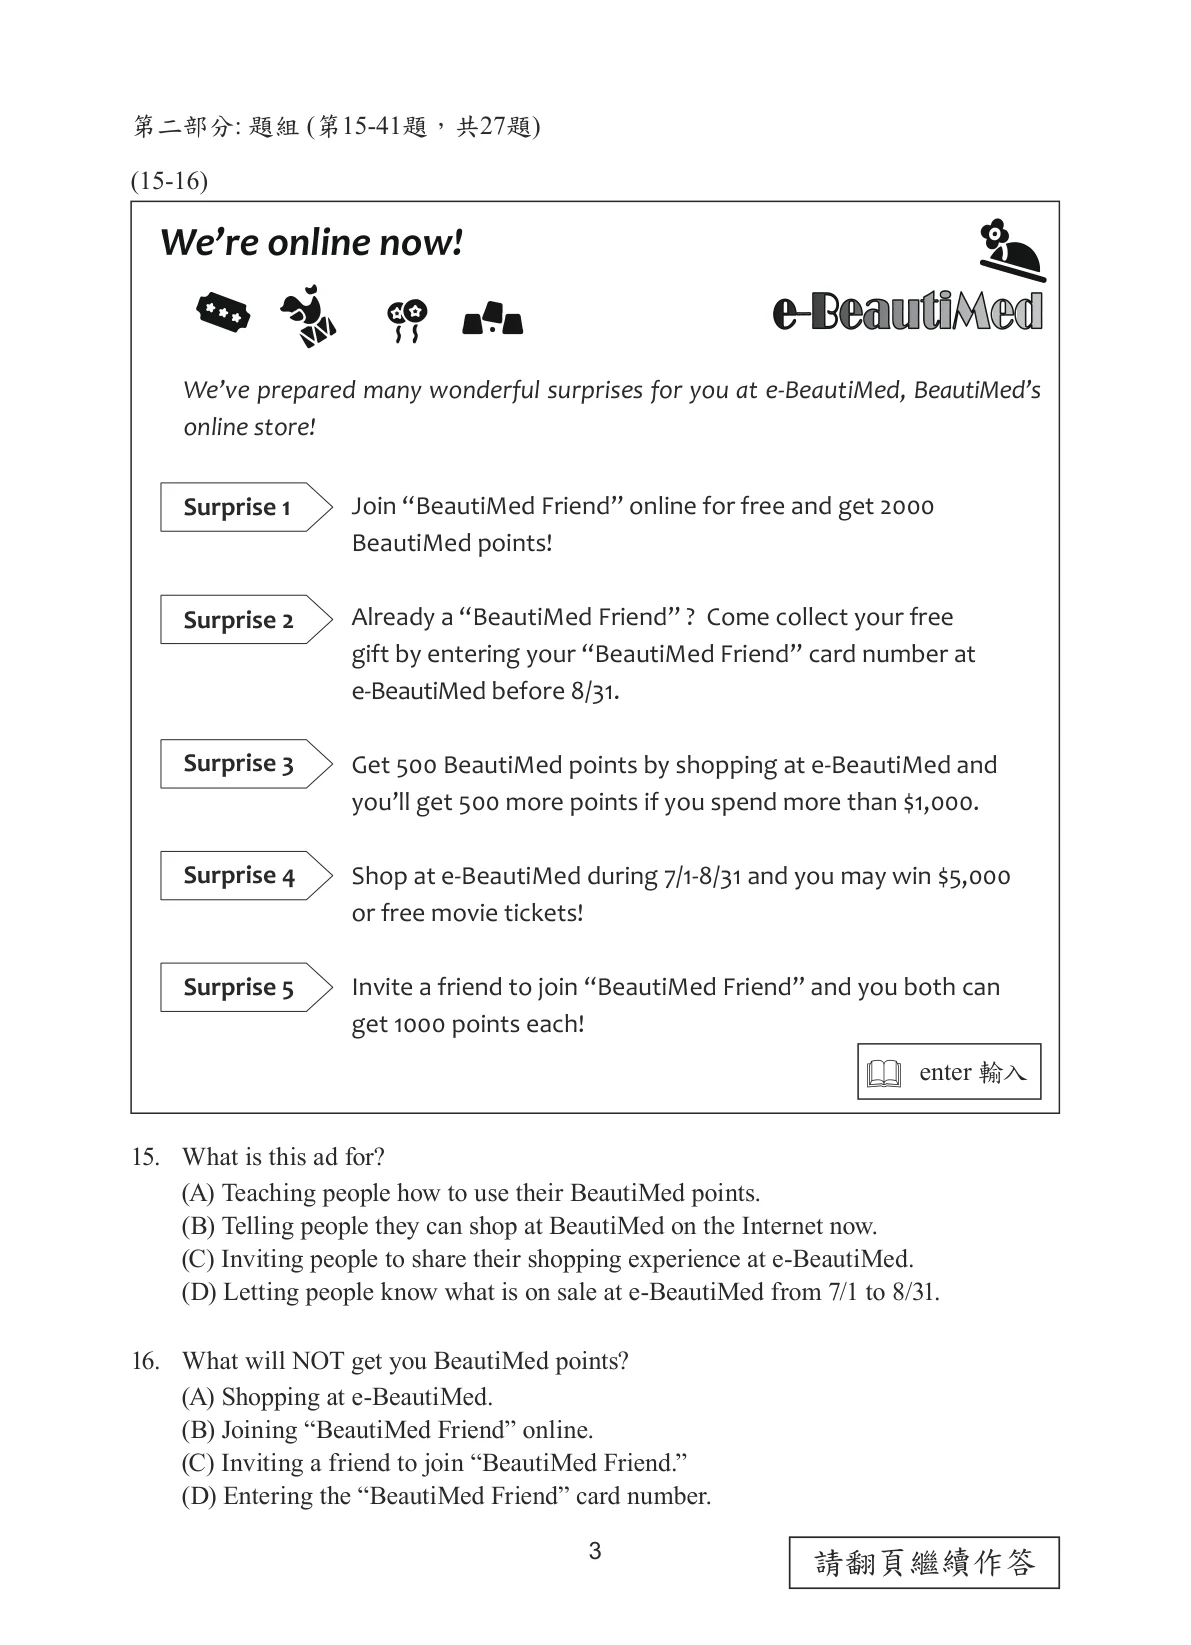 第二部分: 題組 (第15-41題，共27題)
(15-16)
We're online now!
e-BeautiMed
We've prepared many wonderful surprises for you at e-BeautiMed, BeautiMed's
online store!
Surprise 1
Join “BeautiMed Friend” online for free and get 2000
BeautiMed points!
Surprise 2
Already a “BeautiMed Friend” ? Come collect your free
gift by entering your “BeautiMed Friend” card number at
e-BeautiMed before 8/31.
Surprise 3
Get 500 BeautiMed points by shopping at e-BeautiMed and
you'll get 500 more points if you spend more than $1,000.
Surprise 4
Shop at e-BeautiMed during 7/1-8/31 and you may win $5,000
or free movie tickets!
Surprise 5
Invite a friend to join “BeautiMed Friend” and you both can
get 1000 points each!
enter 輸入
15. What is this ad for?
(A) Teaching people how to use their BeautiMed points.
(B) Telling people they can shop at BeautiMed on the Internet now.
(C) Inviting people to share their shopping experience at e-BeautiMed.
(D) Letting people know what is on sale at e-BeautiMed from 7/1 to 8/31.
16. What will NOT get you BeautiMed points?
(A) Shopping at e-BeautiMed.
(B) Joining “BeautiMed Friend” online.
(C) Inviting a friend to join “BeautiMed Friend.”
(D) Entering the “BeautiMed Friend” card number.
3
請翻頁繼續作答